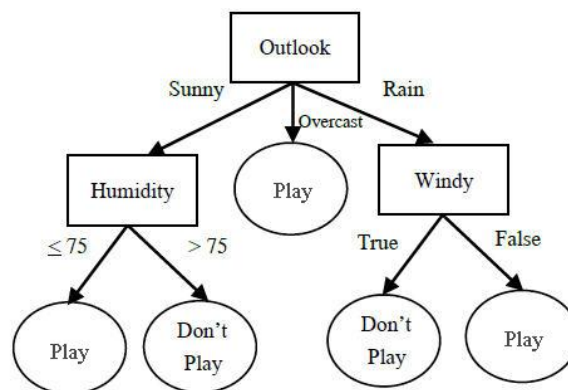 Outlook
Sunny
Rain
Overcast
Humidity
Play
Windy
≤ 75
> 75
True
False
Play
Don't
Play
Don't
Play
Play